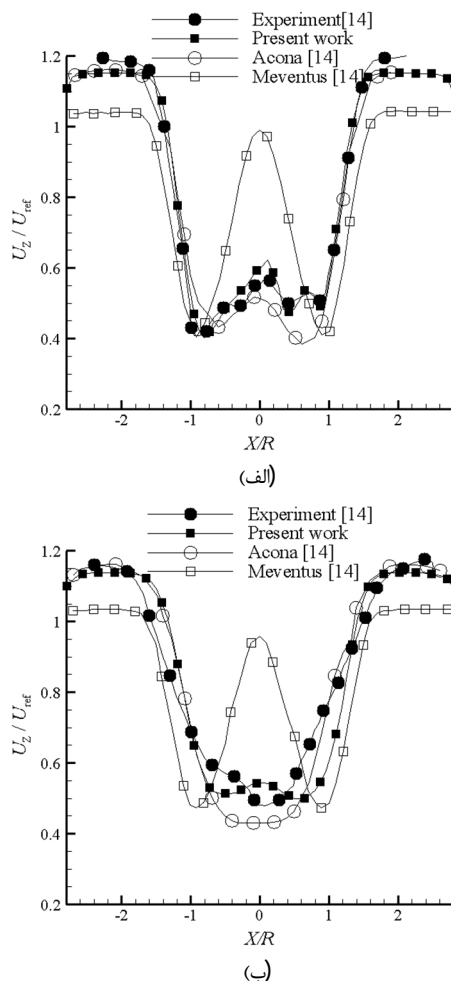 Experiment[14]
Present work
Acona [14]
Meventus [14]
1.2
1
0.8
0.6
0.4
0.2
U_Z / U_ref
-2 -1 0 1 2
X/R
(الف)
Experiment [14]
Present work
Acona [14]
Meventus [14]
1.2
1
0.8
0.6
0.4
0.2
U_Z / U_ref
-2 -1 0 1 2
X/R
(ب)